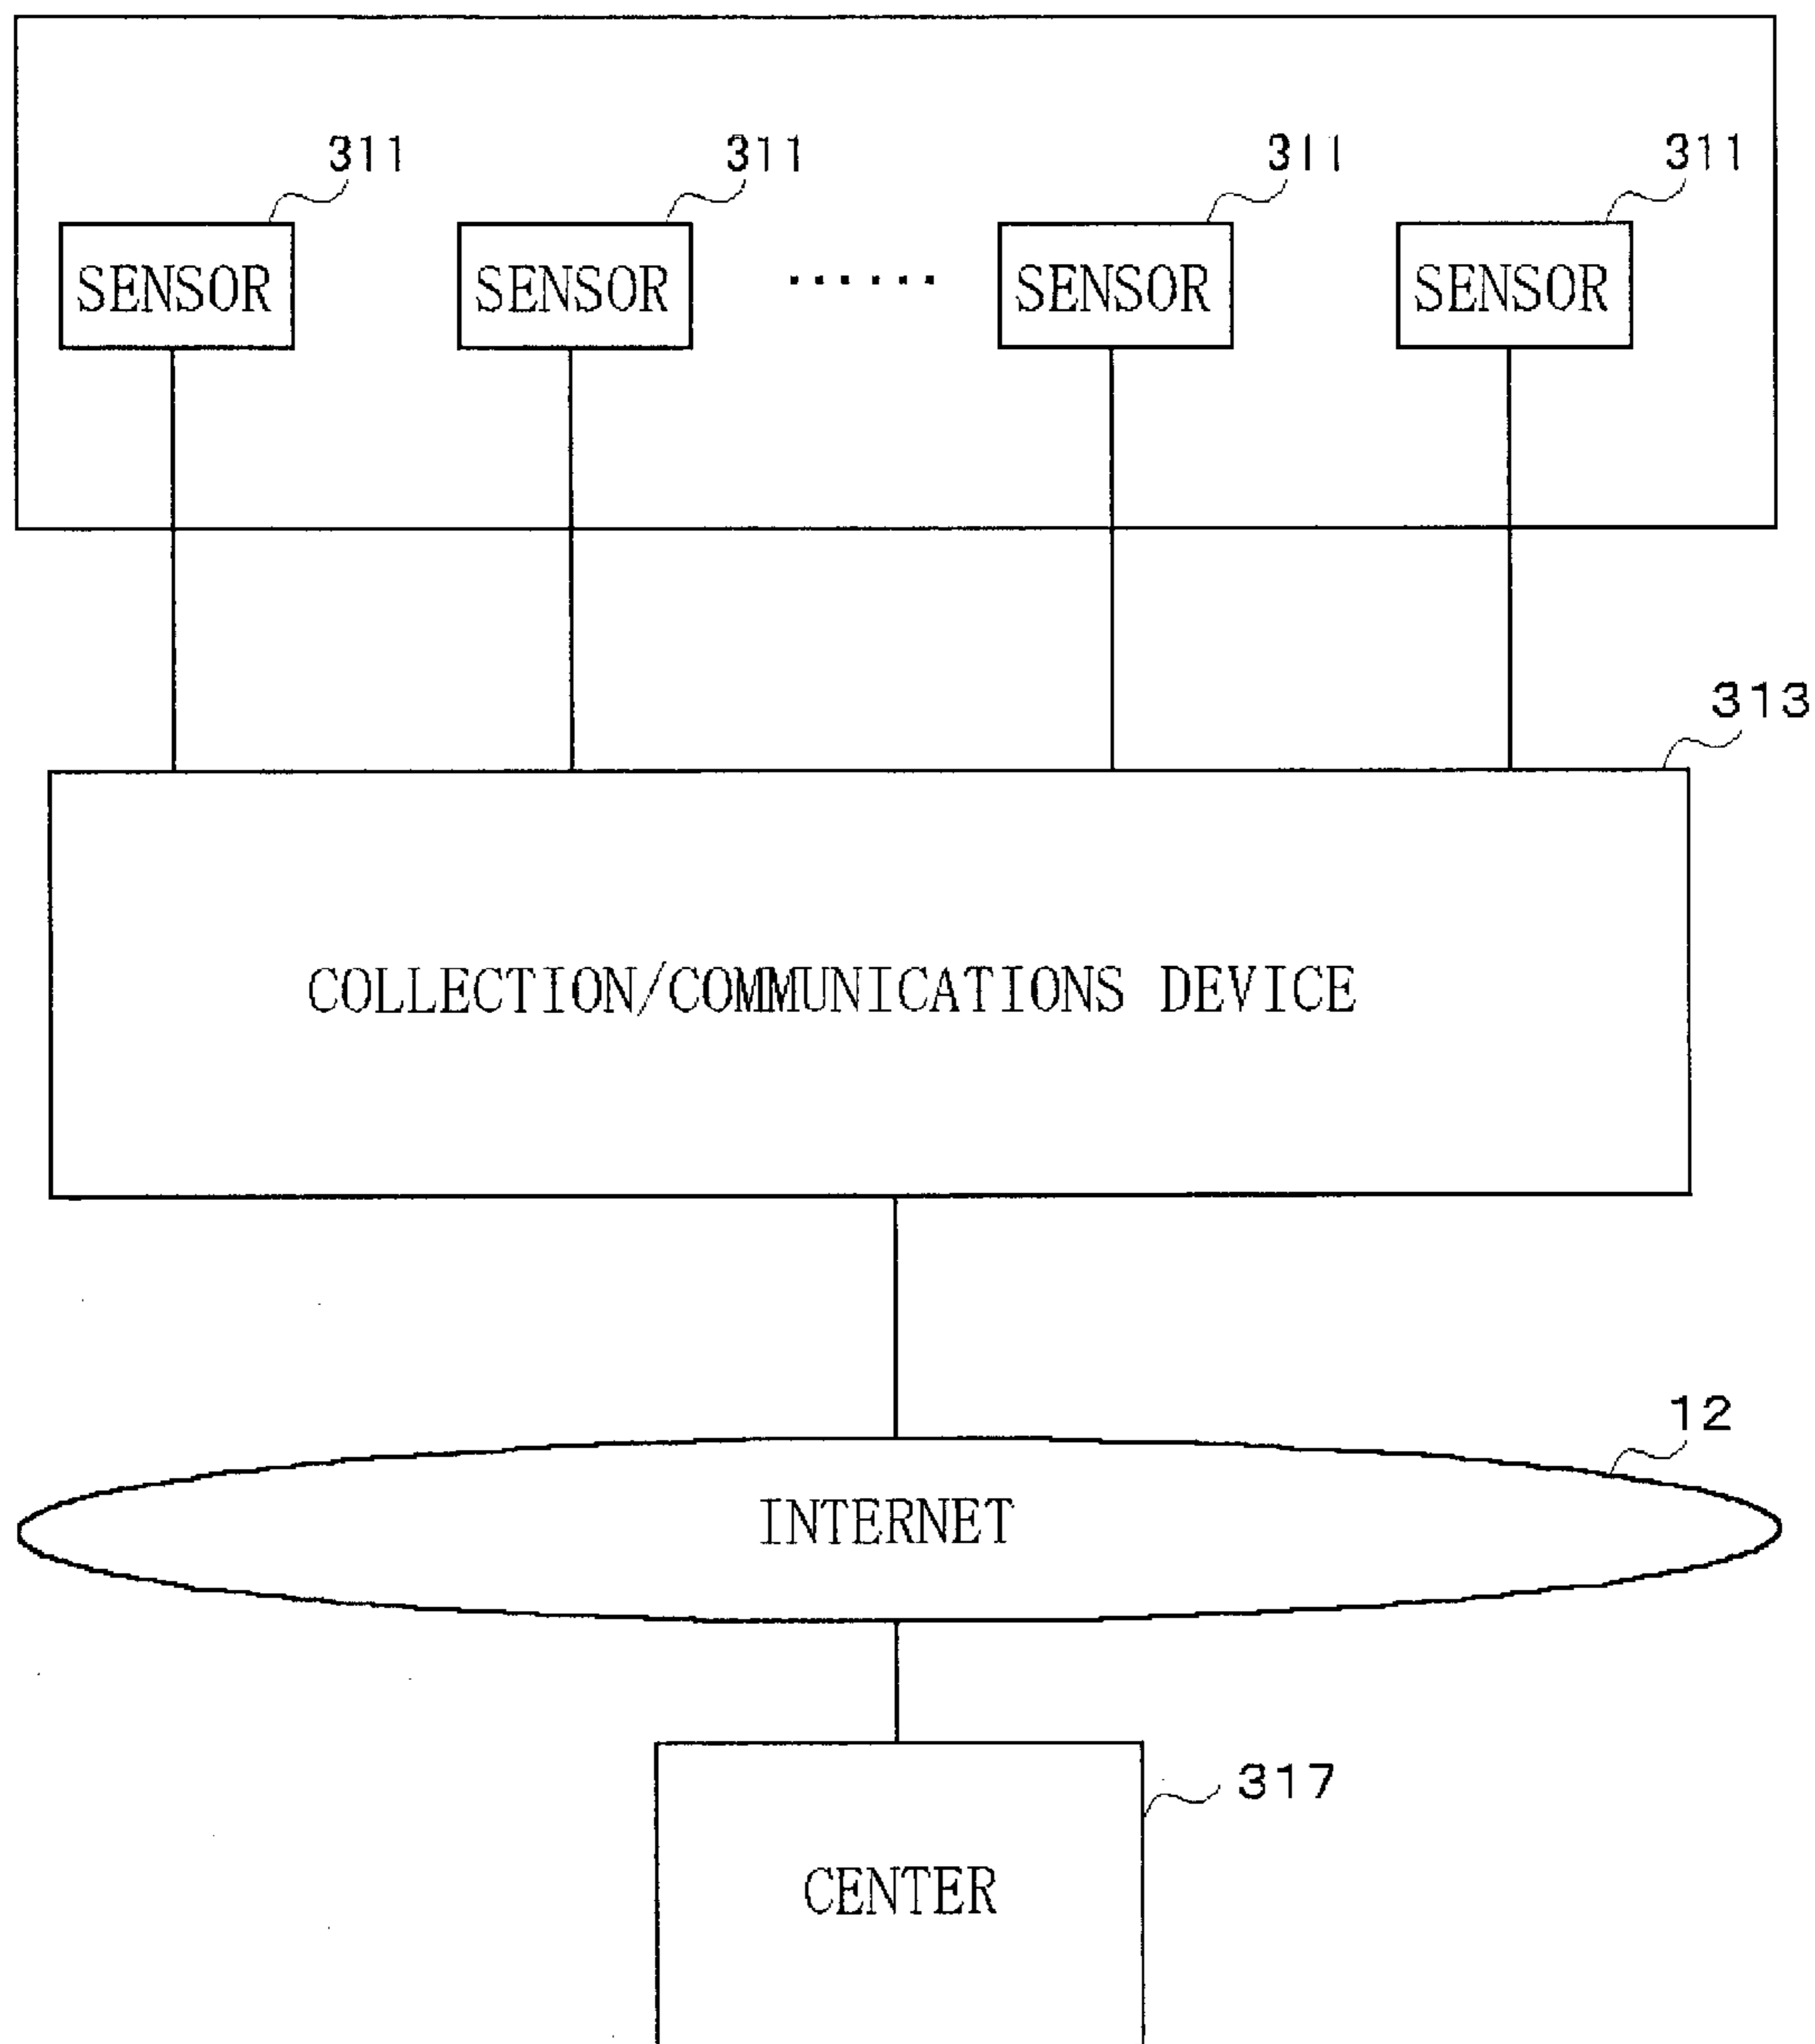 311 311 311 311
SENSOR SENSOR ...... SENSOR SENSOR
313
COLLECTION/COMMUNICATIONS DEVICE
12
INTERNET
317
CENTER